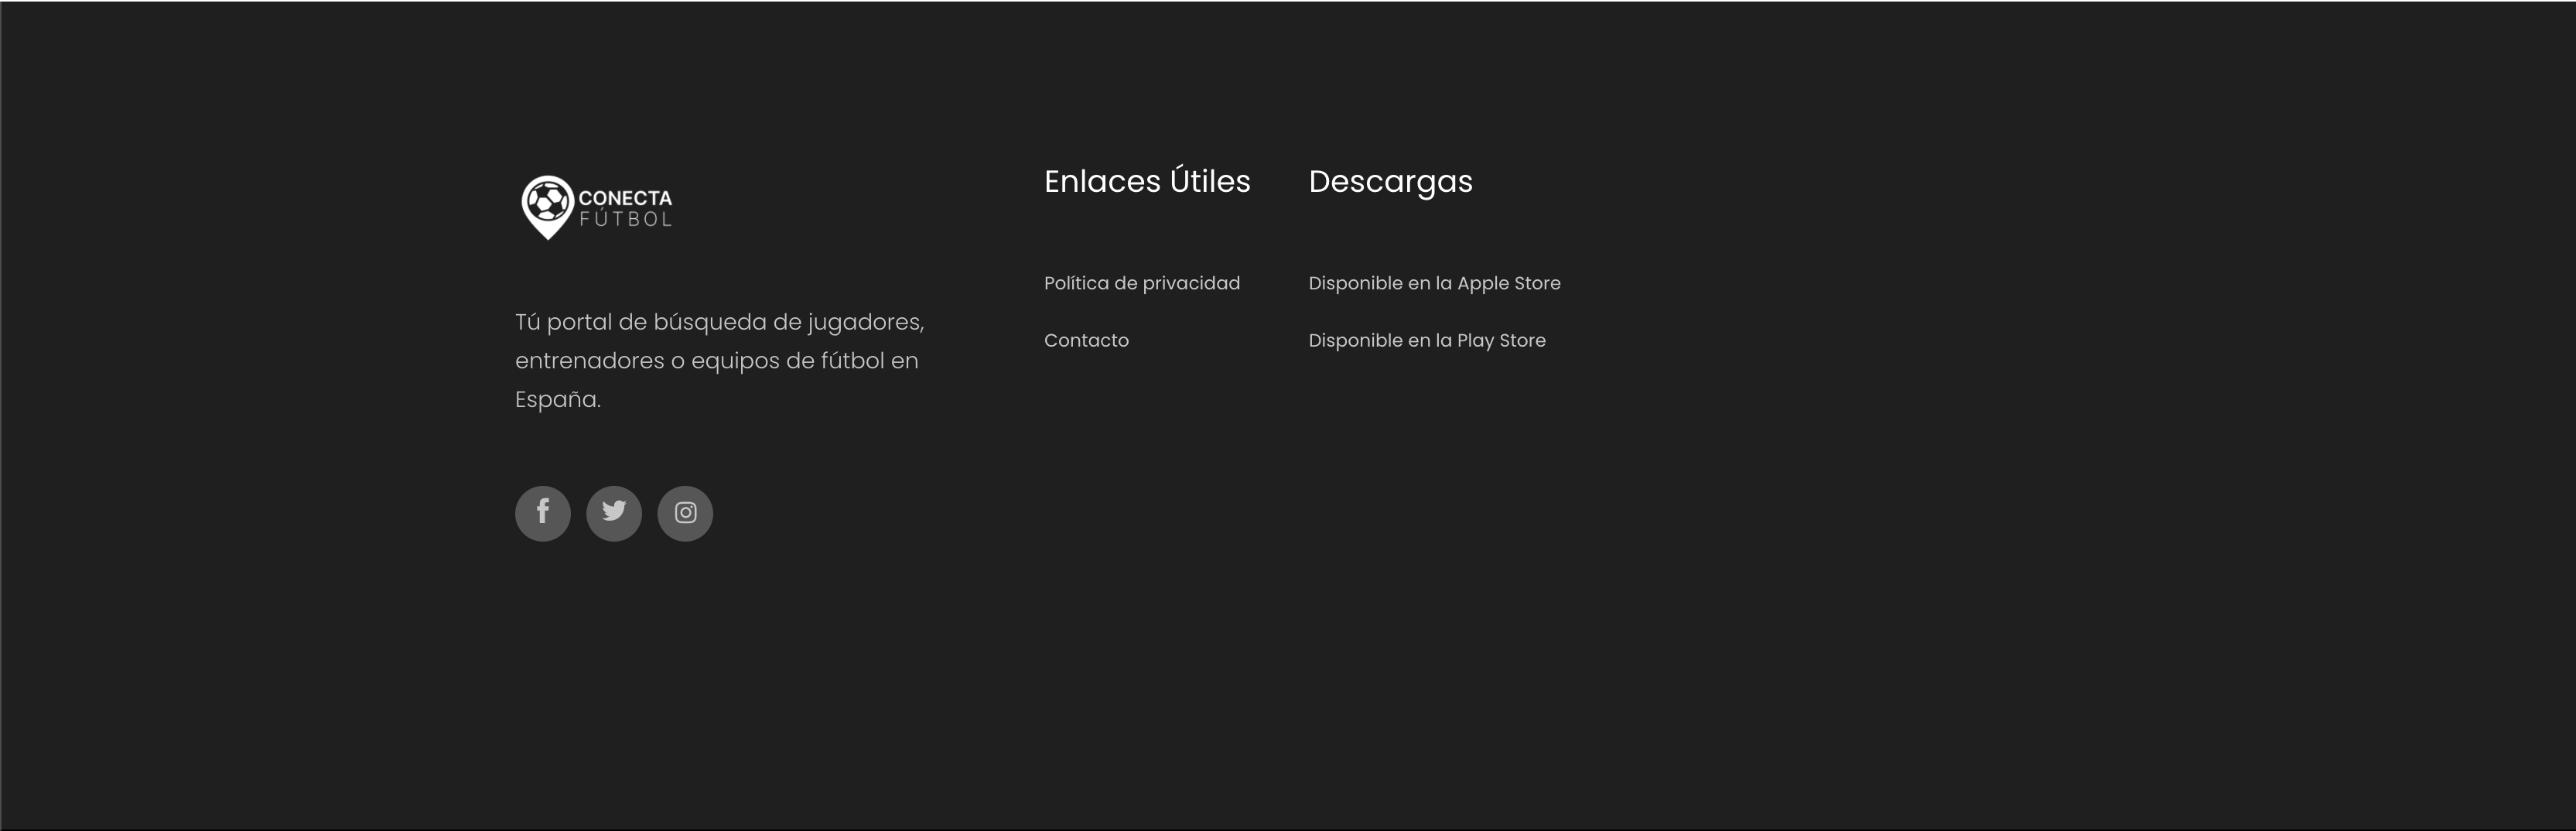 CONECTA
FÚTBOL
Tú portal de búsqueda de jugadores,
entrenadores o equipos de fútbol en
España.
Enlaces Útiles
Política de privacidad
Contacto
Descargas
Disponible en la Apple Store
Disponible en la Play Store